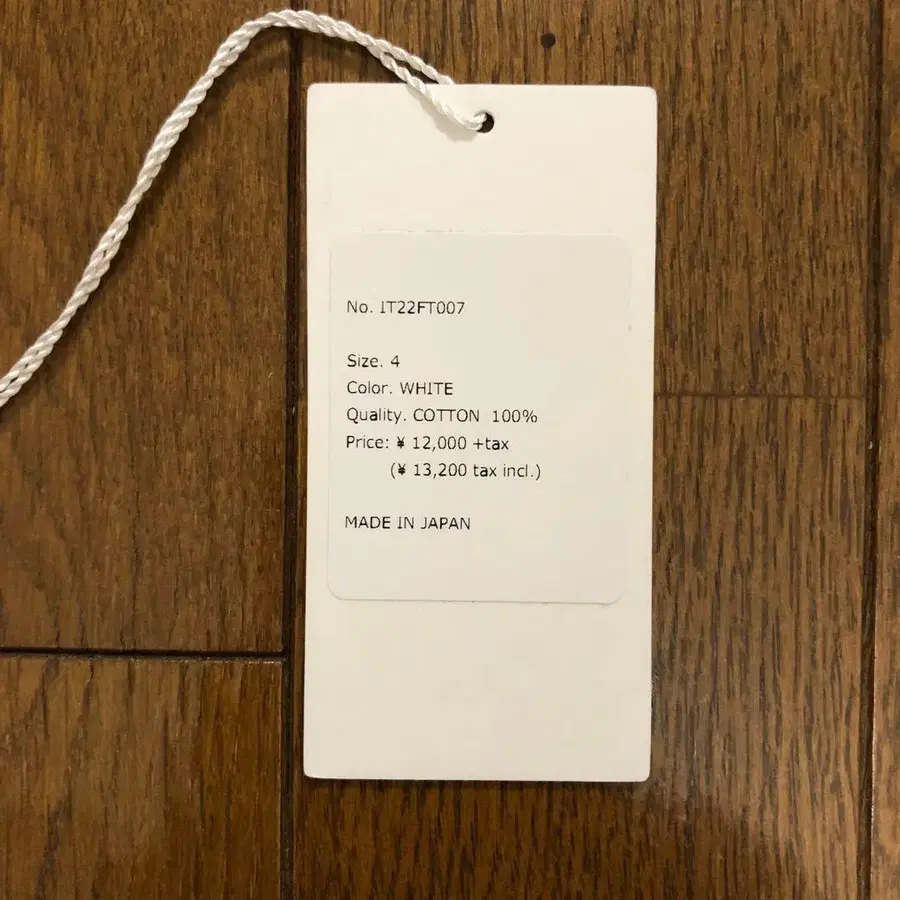 No. IT22FT007
Size. 4
Color. WHITE
Quality. COTTON 100%
Price: ¥ 12,000 +tax
(¥ 13,200 tax incl.)
MADE IN JAPAN